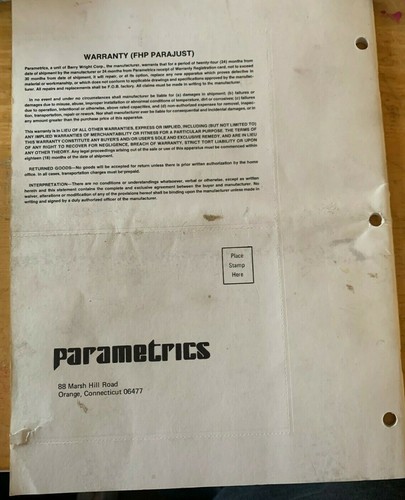 WARRANTY (FHP PARAJUST)
Parametrics, a unit of Barry Wright Corp., the manufacturer, warrants that for a period of twenty-four (24) months from
date of shipment by the manufacturer or 24 months from Parametrics receipt of Warranty Registration card, not to exceed
30 months from date of shipment, it will repair, or at its option, replace any new apparatus which proves defective in
material or workmanship, or which does not conform to applicable drawings and specifications approved by the manufac-
turer. All repairs and replacements shall be F.O.B. factory. All claims must be made in writing to the manufacturer.
In no event and under no circumstances shall manufacturer be liable for (a) damages in shipment; (b) failures or
damages due to misuse, abuse, improper installation or abnormal conditions of temperature, dirt or corrosives; (c) failures
due to operation, intentional or otherwise, above rated capacities, and (d) non-authorized expenses for removal, inspec-
tion, transportation, repair or rework. Nor shall manufacturer ever be liable for consequential and incidental damages, or in
any amount greater than the purchase price of this apparatus.
This warranty is in LIEU OF ALL OTHER WARRANTIES, EXPRESS OR IMPLIED, INCLUDING (BUT NOT LIMITED TO)
ANY IMPLIED WARRANTIES OF MERCHANTABILITY OR FITNESS FOR A PARTICULAR PURPOSE. THE TERMS OF
THIS WARRANTY CONSTITUTE ANY BUYERS AND/OR USER'S SOLE AND EXCLUSIVE REMEDY, AND ARE IN LIEU
OF ANY RIGHT TO RECOVER FOR NEGLIGENCE, BREACH OF WARRANTY, STRICT TORT LIABILITY OR UPON
ANY OTHER THEORY. Any legal proceedings arising out of the sale or use of this apparatus must be commenced within
eighteen (18) months of the date of shipment.
RETURNED GOODS—No goods will be accepted for return unless there is prior written authorization by the home
office. In all cases, transportation charges must be prepaid.
INTERPRETATION—There are no conditions or understandings whatsoever, verbal or otherwise, except as written
herein and this statement contains the complete and exclusive agreement between the buyer and manufacturer. No
waiver, alterations or modification of any of the provisions hereof shall be binding upon the manufacturer unless made in
writing and signed by a duly authorized officer of the manufacturer.
Place
Stamp
Here
parametrics
88 Marsh Hill Road
Orange, Connecticut 06477